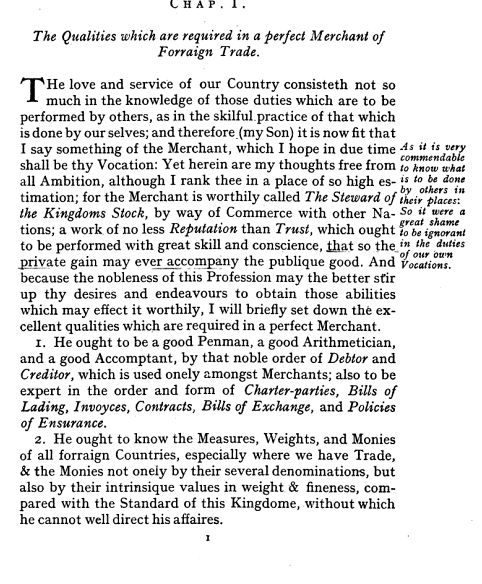 CHAP. I.
The Qualities which are required in a perfect Merchant of
Forraign Trade.
THe love and service of our Country consisteth not so
much in the knowledge of those duties which are to be
performed by others, as in the skilful practice of that which
is done by our selves; and therefore (my Son) it is now fit that
I say something of the Merchant, which I hope in due time
shall be thy Vocation: Yet herein are my thoughts free from
all Ambition, although I rank thee in a place of so high es-
timation; for the Merchant is worthily called The Steward of
the Kingdoms Stock, by way of Commerce with other Na-
tions; a work of no less Reputation than Trust, which ought
to be performed with great skill and conscience, that so the
private gain may ever accompany the publique good. And
because the nobleness of this Profession may the better stir
up thy desires and endeavours to obtain those abilities
which may effect it worthily, I will briefly set down the ex-
cellent qualities which are required in a perfect Merchant.
As it is very
commendable
to know what
is to be done
by others in
their places:
So it were a
great shame
to be ignorant
in the duties
of our own
Vocations.
1. He ought to be a good Penman, a good Arithmetician,
and a good Accomptant, by that noble order of Debtor and
Creditor, which is used onely amongst Merchants; also to be
expert in the order and form of Charter-parties, Bills of
Lading, Invoyces, Contracts, Bills of Exchange, and Policies
of Ensurance.
2. He ought to know the Measures, Weights, and Monies
of all forraign Countries, especially where we have Trade,
& the Monies not onely by their several denominations, but
also by their intrinsique values in weight & fineness, com-
pared with the Standard of this Kingdome, without which
he cannot well direct his affaires.
1